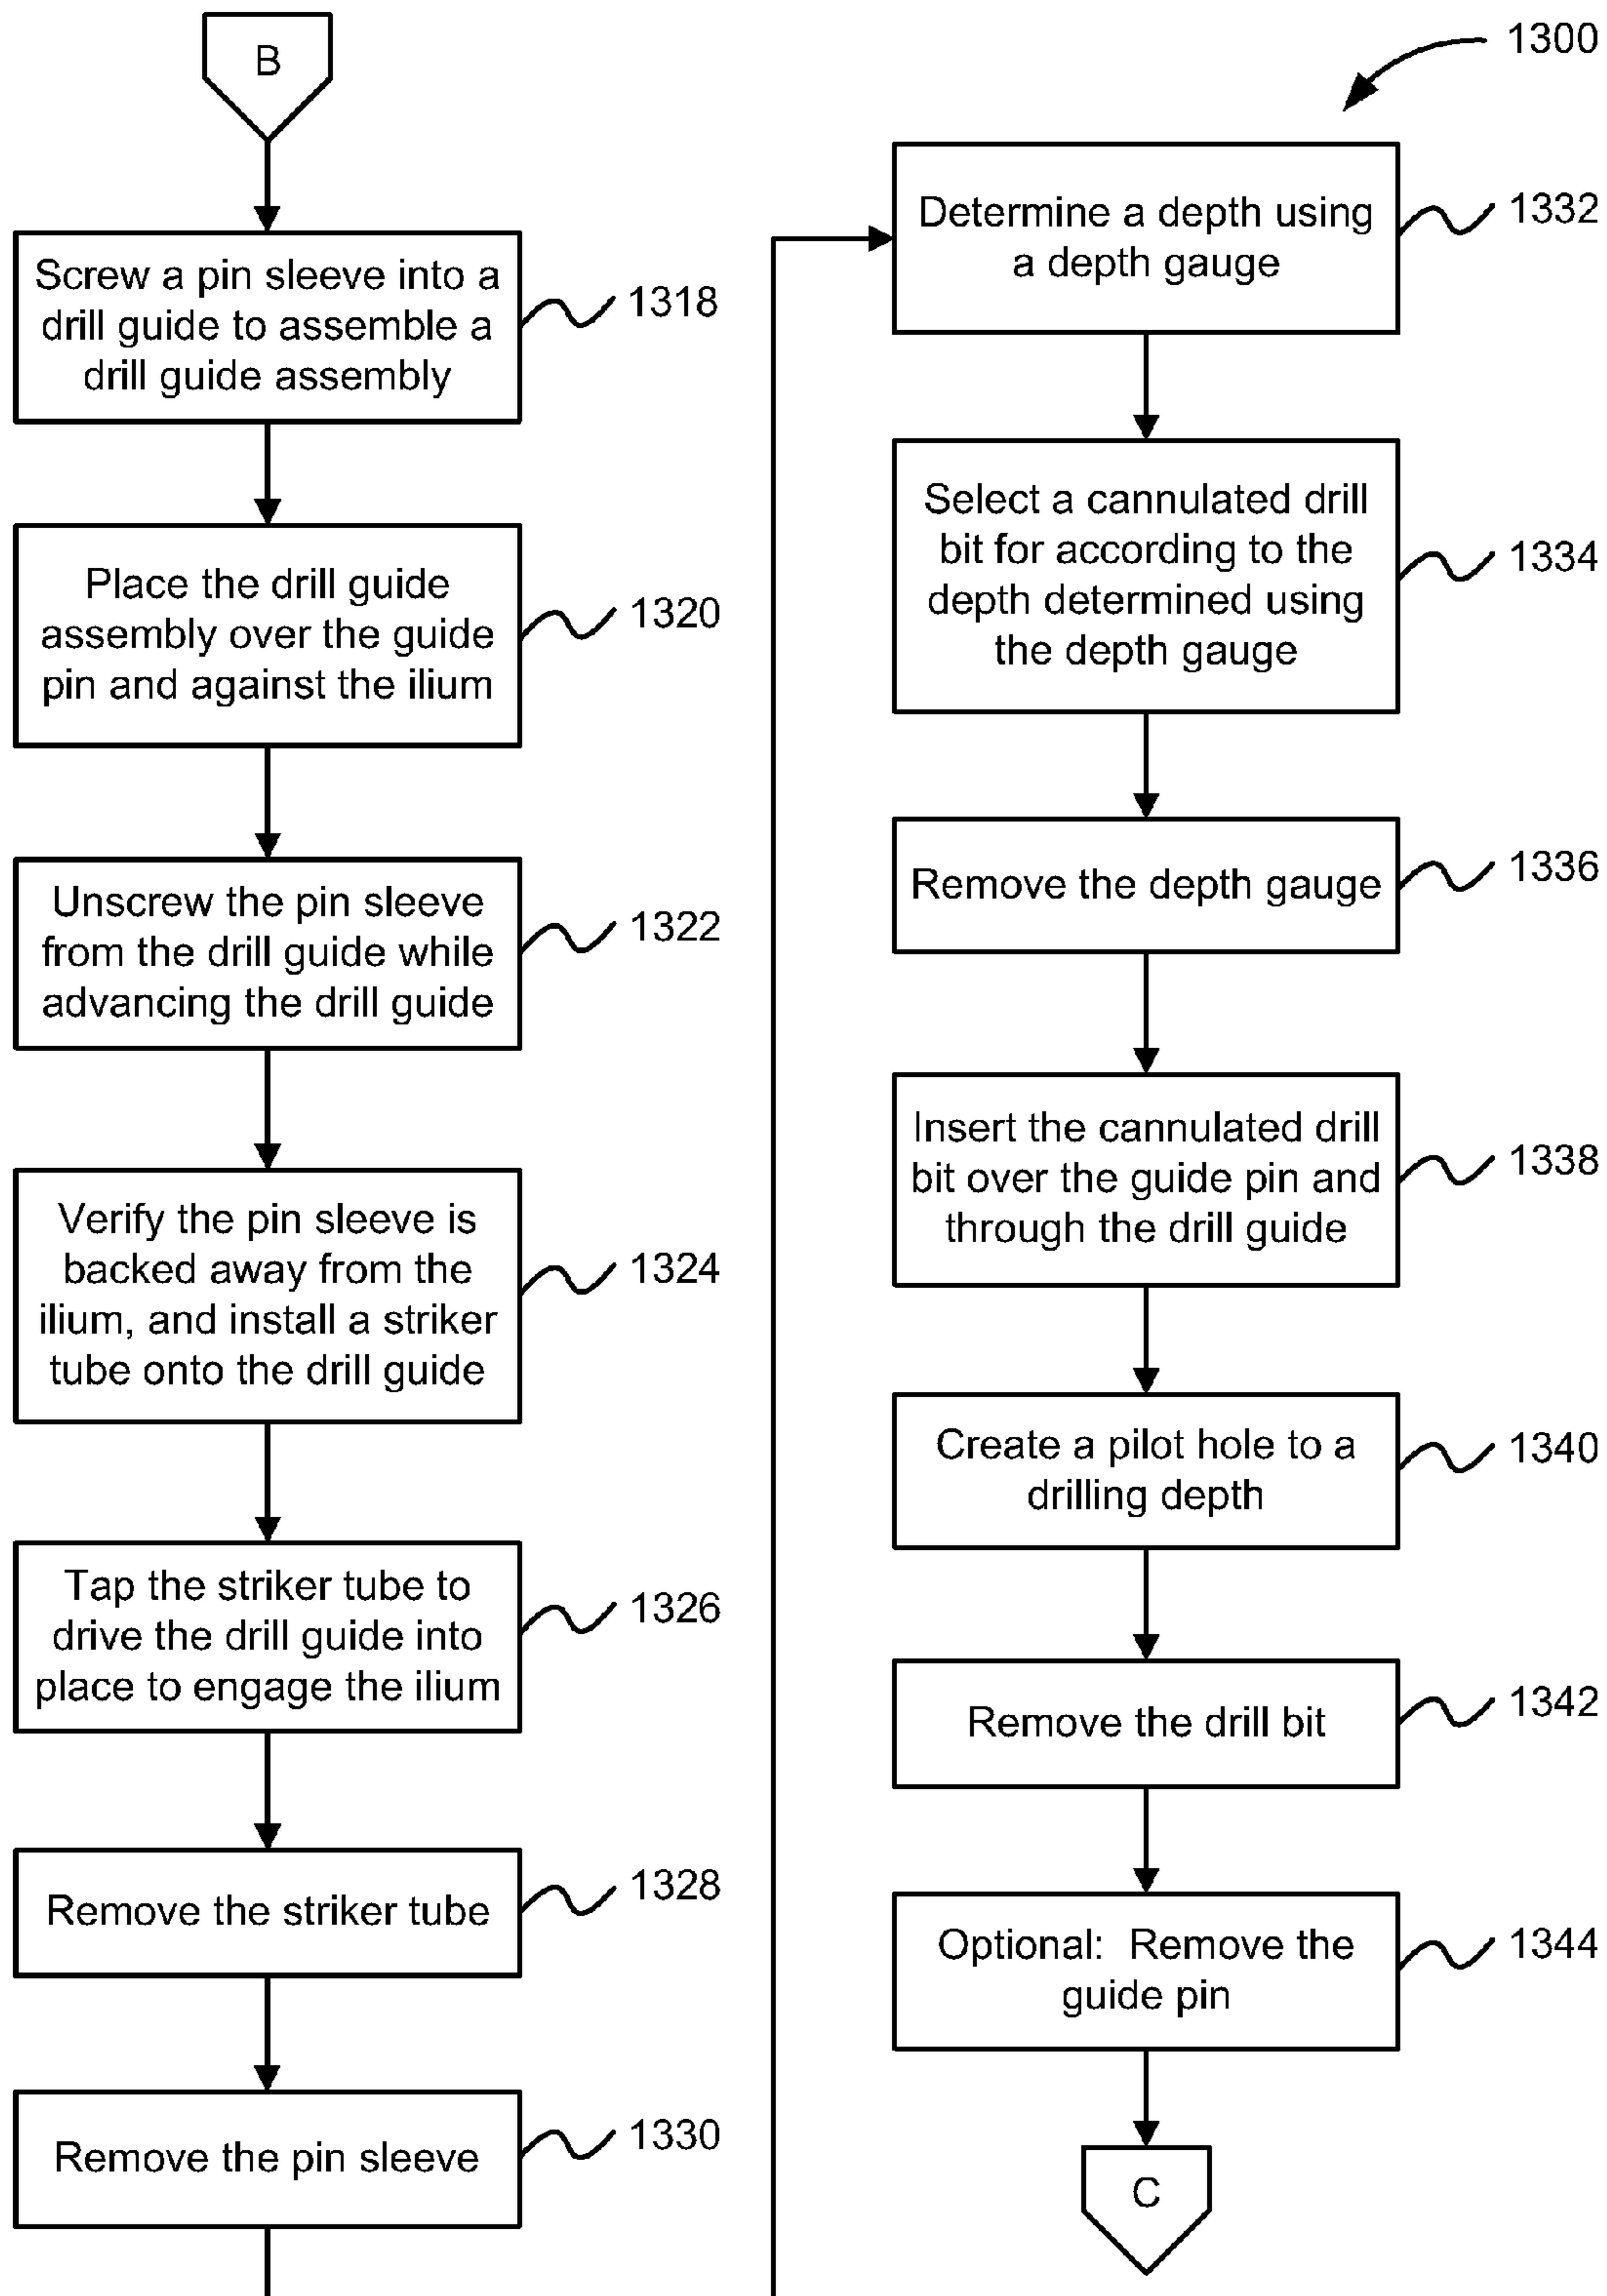 B
Screw a pin sleeve into a
drill guide to assemble a
drill guide assembly
1318
Place the drill guide
assembly over the guide
pin and against the ilium
1320
Unscrew the pin sleeve
from the drill guide while
advancing the drill guide
1322
Verify the pin sleeve is
backed away from the
ilium, and install a striker
tube onto the drill guide
1324
Tap the striker tube to
drive the drill guide into
place to engage the ilium
1326
Remove the striker tube
1328
Remove the pin sleeve
1330
1300
Determine a depth using
a depth gauge
1332
Select a cannulated drill
bit for according to the
depth determined using
the depth gauge
1334
Remove the depth gauge
1336
Insert the cannulated drill
bit over the guide pin and
through the drill guide
1338
Create a pilot hole to a
drilling depth
1340
Remove the drill bit
1342
Optional:  Remove the
guide pin
1344
C